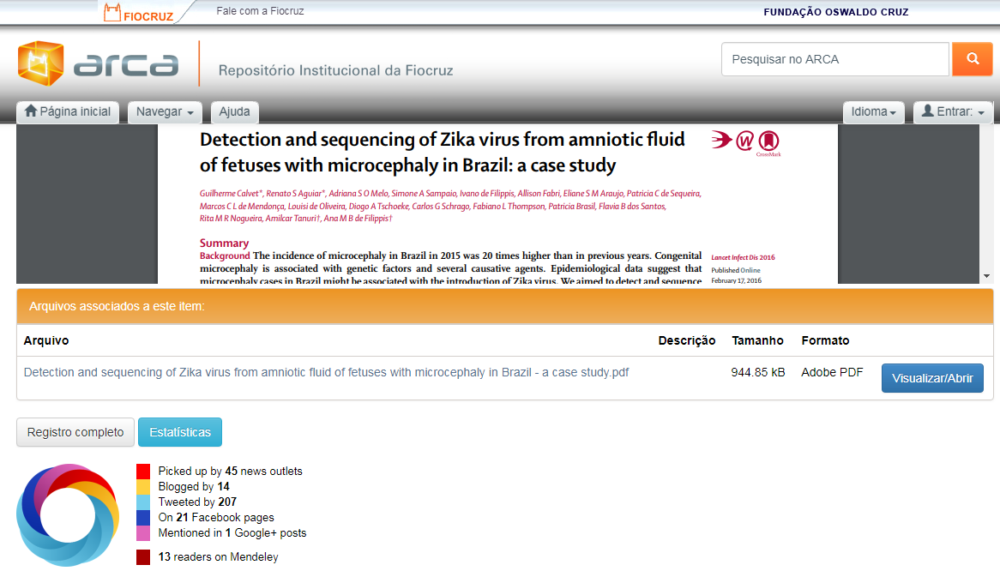 FIOCRUZ
Fale com a Fiocruz
FUNDAÇÃO OSWALDO CRUZ
arca
Repositório Institucional da Fiocruz
Pesquisar no ARCA
Página inicial
Navegar
Ajuda
Idioma
Entrar:
Detection and sequencing of Zika virus from amniotic fluid
of fetuses with microcephaly in Brazil: a case study
W
CrossMark
Guilherme Calvet*, Renato S Aguiar*, Adriana S O Melo, Simone A Sampaio, Ivano de Filippis, Allison Fabri, Eliane S M Araujo, Patricia C de Sequeira,
Marcos C L de Mendonça, Louisi de Oliveira, Diogo A Tschoeke, Carlos G Schrago, Fabiano L Thompson, Patricia Brasil, Flavia B dos Santos,
Rita M R Nogueira, Amilcar Tanuri†, Ana M B de Filippis†
Summary
Background The incidence of microcephaly in Brazil in 2015 was 20 times higher than in previous years. Congenital
microcephaly is associated with genetic factors and several causative agents. Epidemiological data suggest that
microcephaly cases in Brazil might be associated with the introduction of Zika virus. We aimed to detect and sequence
Lancet Infect Dis 2016
Published Online
February 17, 2016
Arquivos associados a este item:
Arquivo Descrição Tamanho Formato
Detection and sequencing of Zika virus from amniotic fluid of fetuses with microcephaly in Brazil - a case study.pdf 944.85 kB Adobe PDF Visualizar/Abrir
Registro completo Estatísticas
Picked up by 45 news outlets
Blogged by 14
Tweeted by 207
On 21 Facebook pages
Mentioned in 1 Google+ posts
13 readers on Mendeley